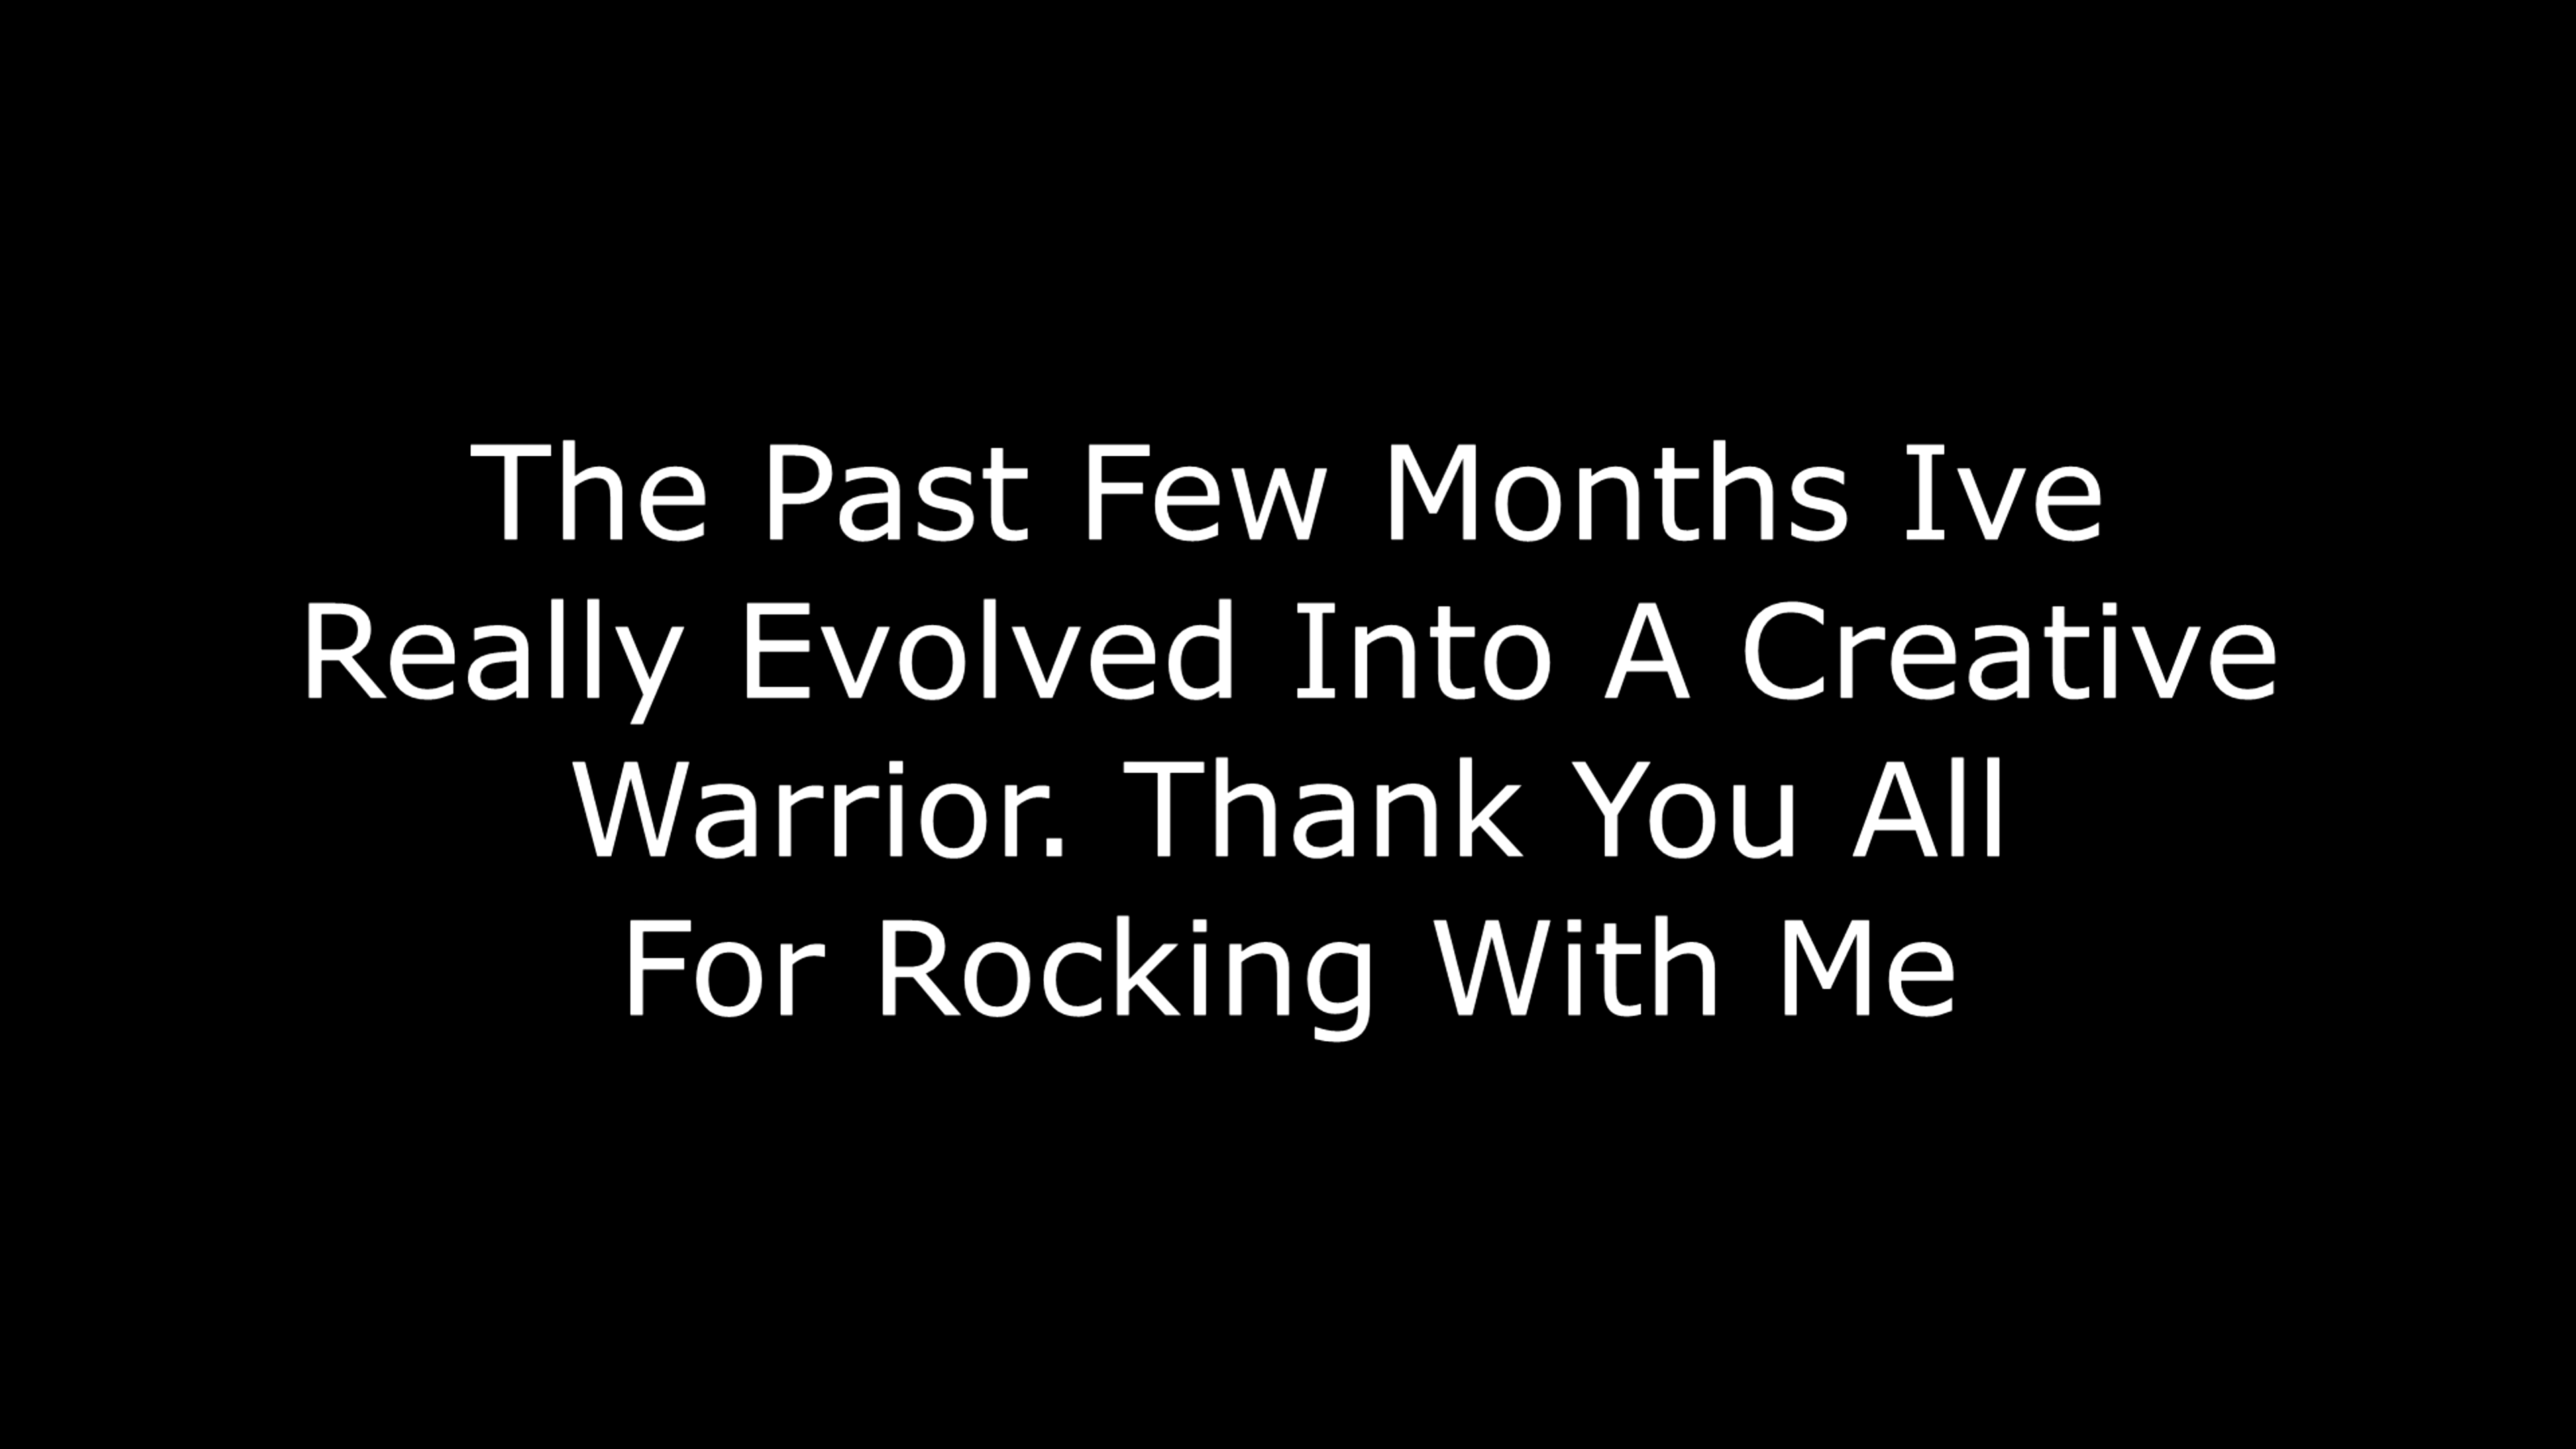 The Past Few Months Ive
Really Evolved Into A Creative
Warrior. Thank You All
For Rocking With Me